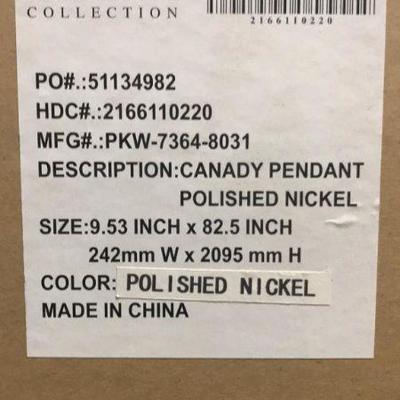 COLLECTION
2166110220
PO#.:51134982
HDC#.:2166110220
MFG#.:PKW-7364-8031
DESCRIPTION:CANADY PENDANT
POLISHED NICKEL
SIZE:9.53 INCH x 82.5 INCH
242mm W x 2095 mm H
COLOR: POLISHED NICKEL
MADE IN CHINA